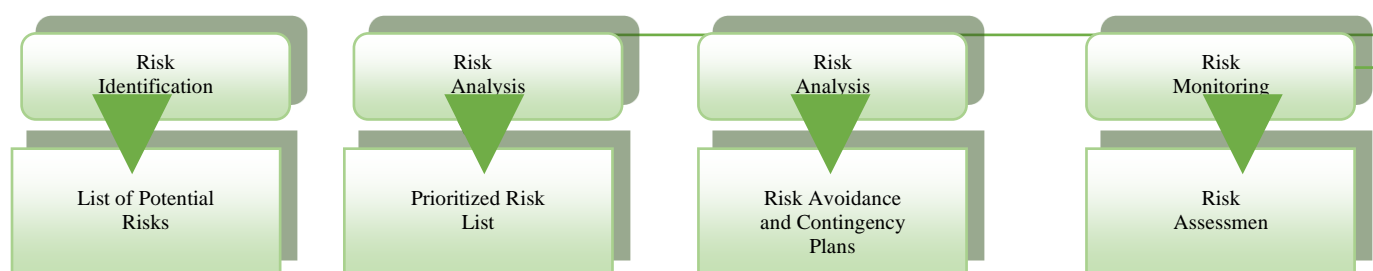 Risk
Identification
Risk
Analysis
Risk
Analysis
Risk
Monitoring
List of Potential
Risks
Prioritized Risk
List
Risk Avoidance
and Contingency
Plans
Risk
Assessmen